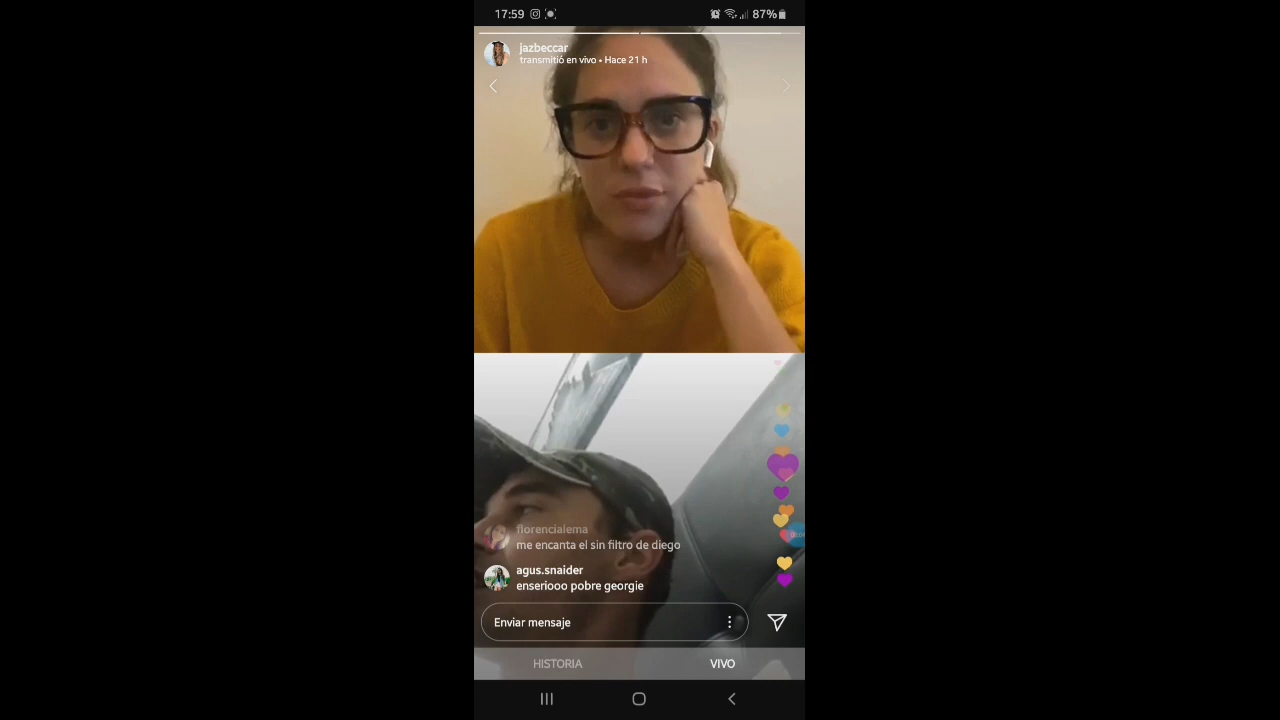 17:59
87%
jazbeccar
transmitió en vivo • Hace 21 h
florencialema
me encanta el sin filtro de diego
agus.snaider
enseriooo pobre georgie
Enviar mensaje
HISTORIA
VIVO